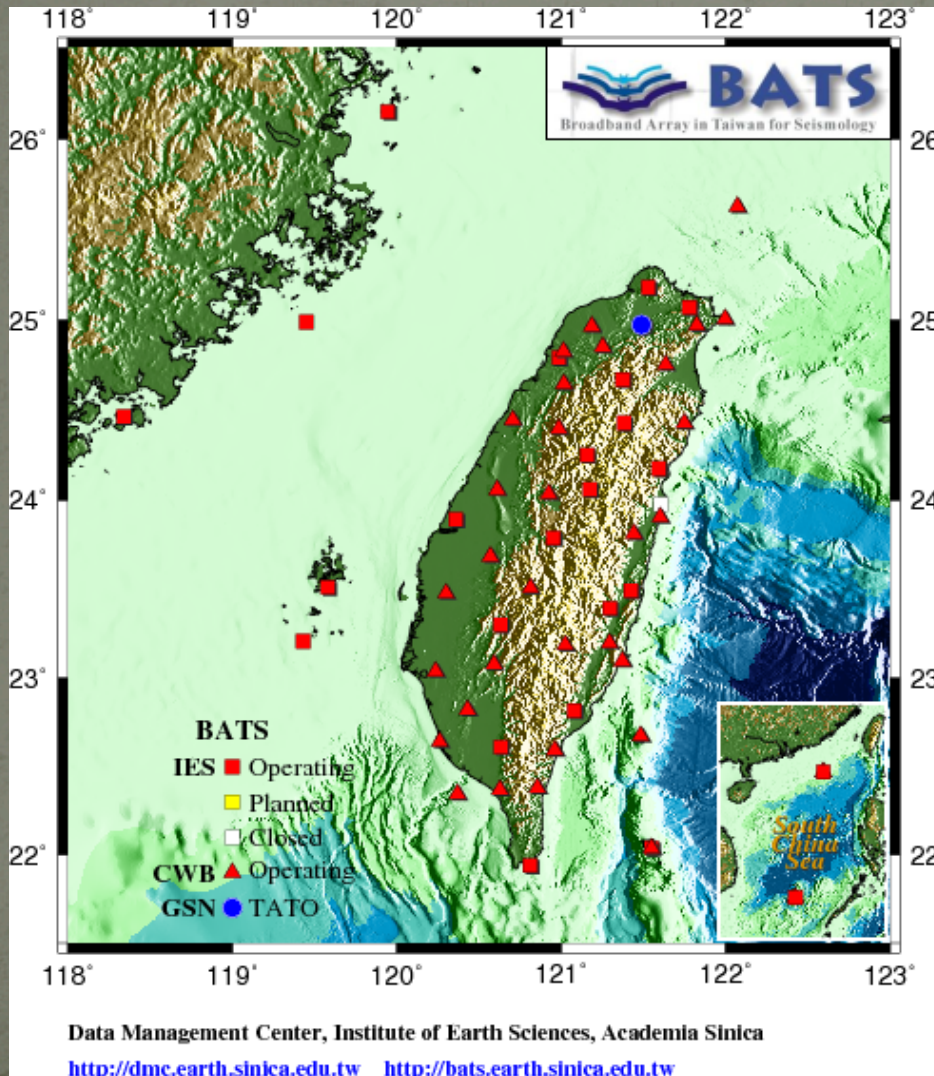 118° 119° 120° 121° 122° 123°
BATS
Broadband Array in Taiwan for Seismology
26° 26
25° 25
24° 24
23° 23
22° 22
BATS
IES Operating
Planned
Closed
CWB Operating
GSN TATO
South
China
Sea
118° 119° 120° 121° 122° 123°
Data Management Center, Institute of Earth Sciences, Academia Sinica
http://dmc.earth.sinica.edu.tw http://bats.earth.sinica.edu.tw